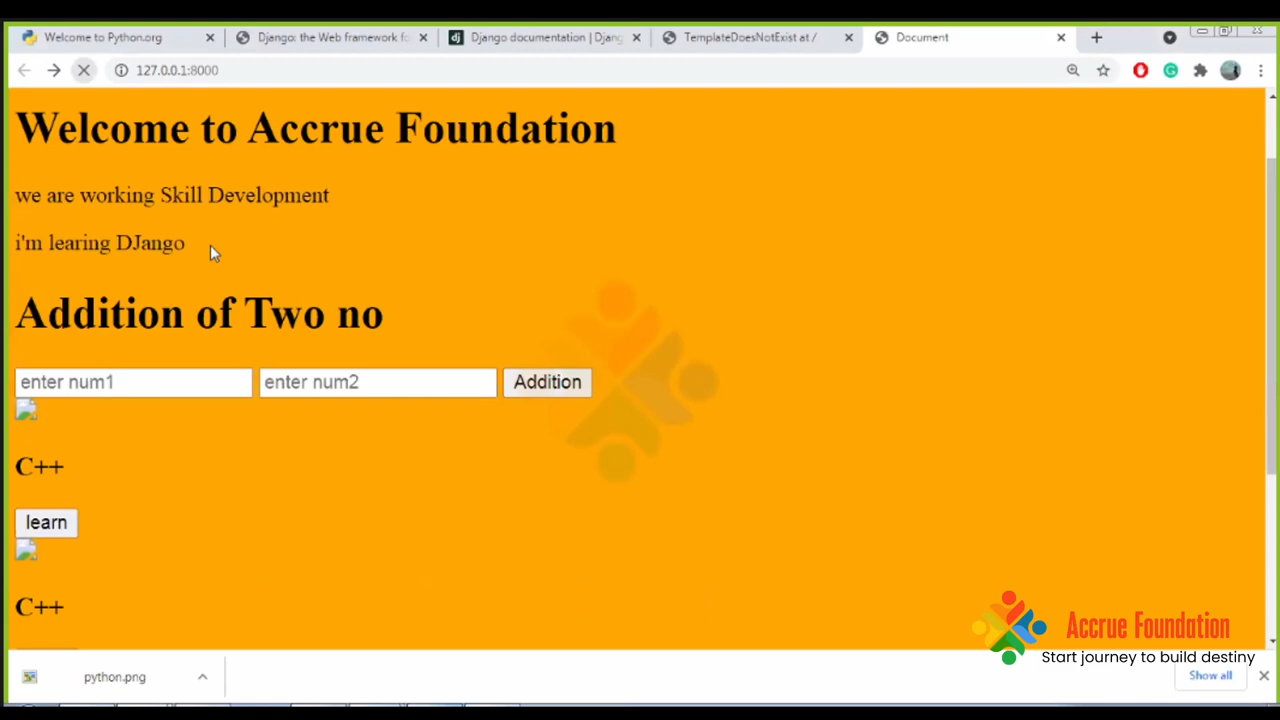 Welcome to Python.org
Django: the Web framework fo
Django documentation | Djang
TemplateDoesNotExist at /
Document
127.0.0.1:8000
Welcome to Accrue Foundation
we are working Skill Development
i'm learing DJango
Addition of Two no
enter num1 enter num2 Addition
C++
learn
C++
Accrue Foundation
Start journey to build destiny
python.png
Show all